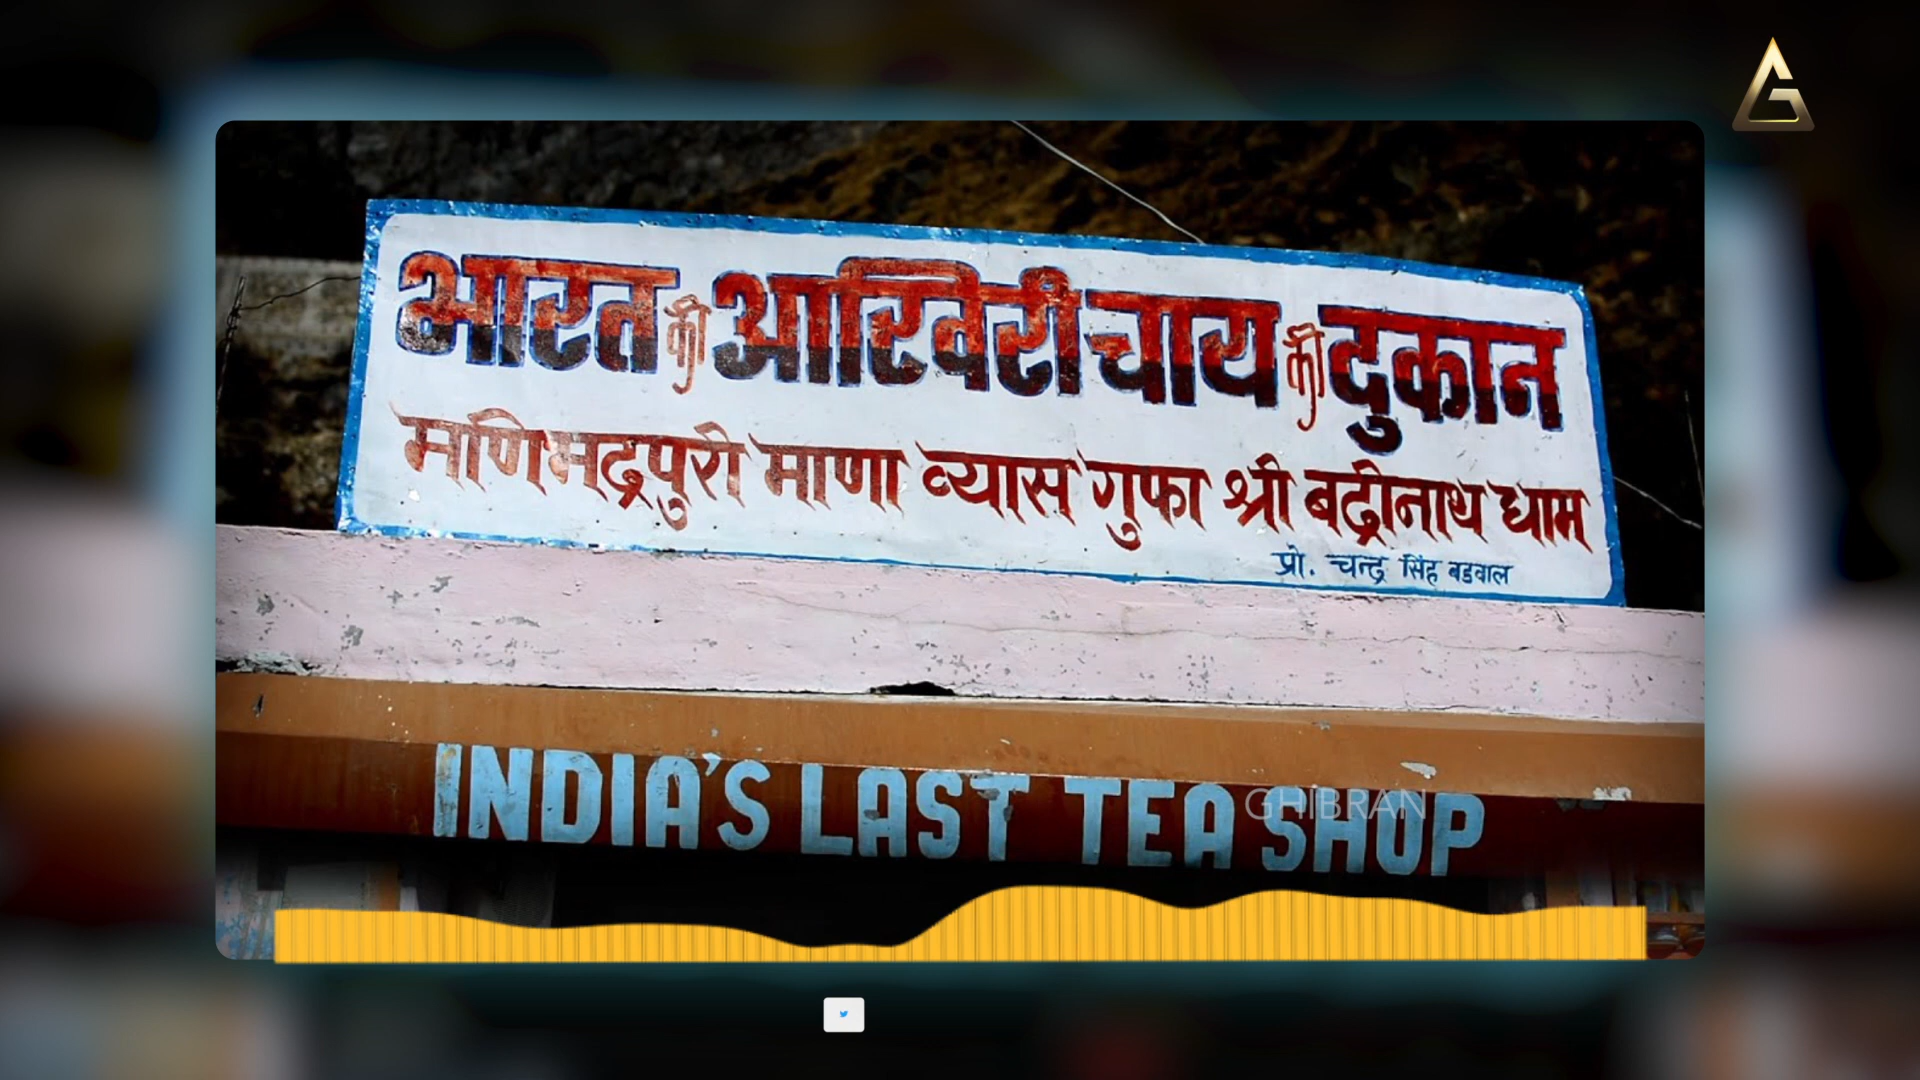 भारत की आखिरी चाय की दुकान
मणिभद्रपुरी माणा व्यास गुफा श्री बद्रीनाथ धाम
प्रो. चन्द्र सिंह बडवाल
INDIA'S LAST TEA SHOP
GHIBRAN